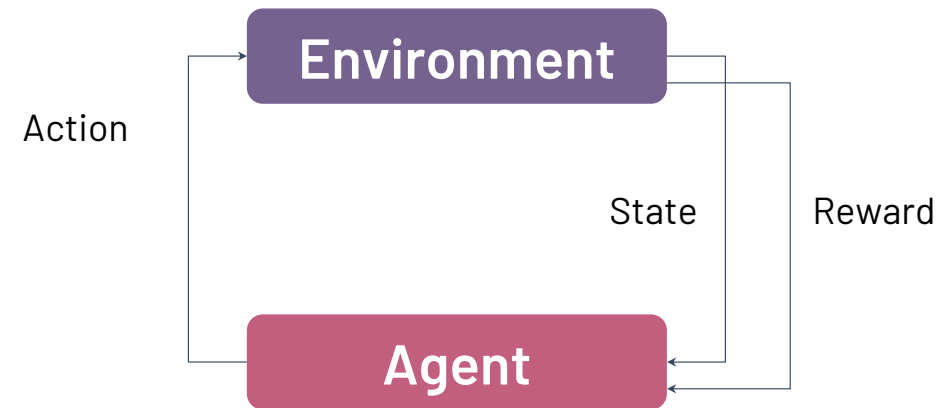 Environment
Action
State
Reward
Agent